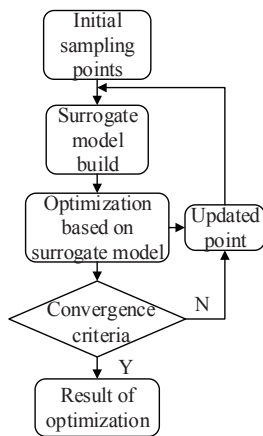 Initial
sampling
points
Surrogate
model
build
Optimization
based on
surrogate model
Updated
point
Convergence
criteria
N
Y
Result of
optimization